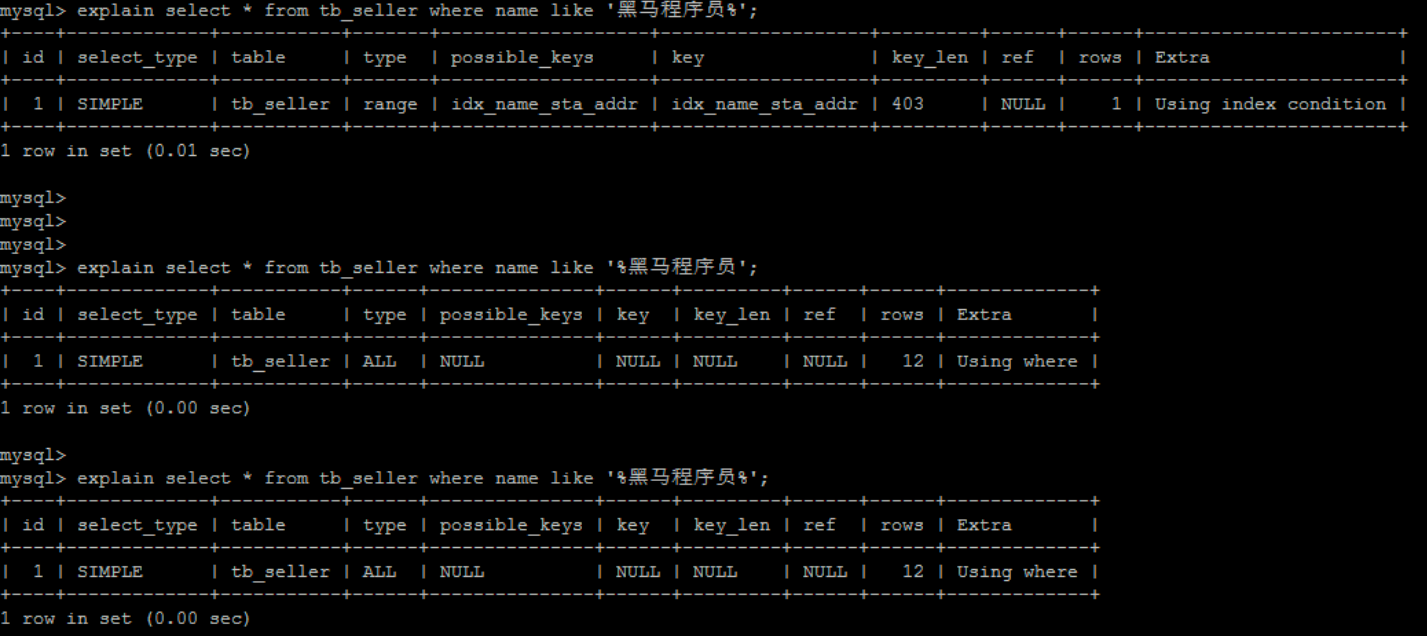 mysql> explain select * from tb_seller where name like '黑马程序员%';
+----+-------------+-----------+-------+-------------------+-------------------+---------+------+------+-----------------------+
| id | select_type | table     | type  | possible_keys     | key               | key_len | ref  | rows | Extra                 |
+----+-------------+-----------+-------+-------------------+-------------------+---------+------+------+-----------------------+
|  1 | SIMPLE      | tb_seller | range | idx_name_sta_addr | idx_name_sta_addr | 403     | NULL |    1 | Using index condition |
+----+-------------+-----------+-------+-------------------+-------------------+---------+------+------+-----------------------+
1 row in set (0.01 sec)
mysql>
mysql>
mysql>
mysql> explain select * from tb_seller where name like '%黑马程序员';
+----+-------------+-----------+------+---------------+------+---------+------+------+-------------+
| id | select_type | table     | type | possible_keys | key  | key_len | ref  | rows | Extra       |
+----+-------------+-----------+------+---------------+------+---------+------+------+-------------+
|  1 | SIMPLE      | tb_seller | ALL  | NULL          | NULL | NULL    | NULL |   12 | Using where |
+----+-------------+-----------+------+---------------+------+---------+------+------+-------------+
1 row in set (0.00 sec)
mysql>
mysql> explain select * from tb_seller where name like '%黑马程序员%';
+----+-------------+-----------+------+---------------+------+---------+------+------+-------------+
| id | select_type | table     | type | possible_keys | key  | key_len | ref  | rows | Extra       |
+----+-------------+-----------+------+---------------+------+---------+------+------+-------------+
|  1 | SIMPLE      | tb_seller | ALL  | NULL          | NULL | NULL    | NULL |   12 | Using where |
+----+-------------+-----------+------+---------------+------+---------+------+------+-------------+
1 row in set (0.00 sec)